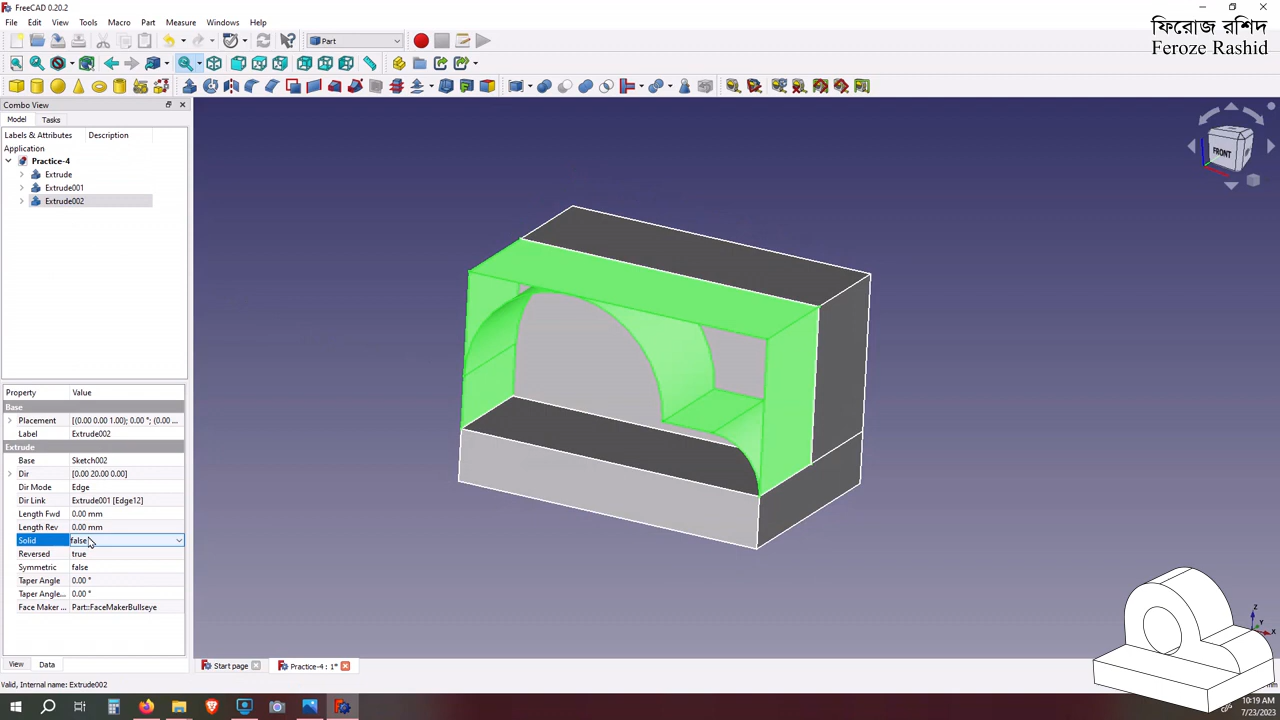 FreeCAD 0.20.2
File Edit View Tools Macro Part Measure Windows Help
ফিরোজ রশিদ
Feroze Rashid
Part
Combo View
Model Tasks
Labels & Attributes Description
Application
Practice-4
Extrude
Extrude001
Extrude002
FRONT
Property Value
Base
Placement [(0.00 0.00 1.00); 0.00 °; (0.00 ...
Label Extrude002
Extrude
Base Sketch002
Dir [0.00 20.00 0.00]
Dir Mode Edge
Dir Link Extrude001 [Edge12]
Length Fwd 0.00 mm
Length Rev 0.00 mm
Solid false
Reversed true
Symmetric false
Taper Angle 0.00 °
Taper Angle... 0.00 °
Face Maker ... Part::FaceMakerBullseye
View Data
Start page Practice-4 : 1*
Z
Y
X
Valid, Internal name: Extrude002
10:19 AM
7/23/2023